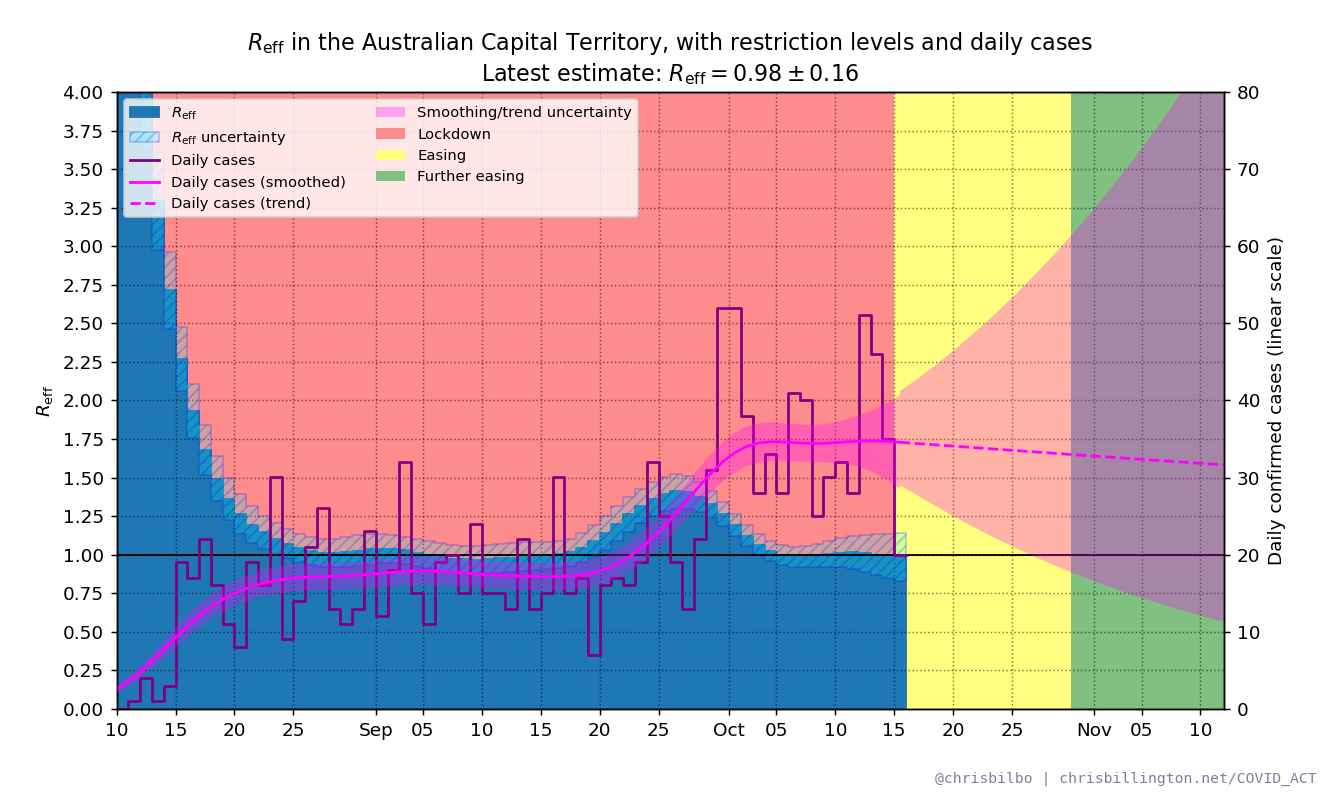 Reff in the Australian Capital Territory, with restriction levels and daily cases
Latest estimate: Reff = 0.98 ± 0.16
Reff
Reff uncertainty
Daily cases
Daily cases (smoothed)
Daily cases (trend)
Smoothing/trend uncertainty
Lockdown
Easing
Further easing
Reff
4.00
3.75
3.50
3.25
3.00
2.75
2.50
2.25
2.00
1.75
1.50
1.25
1.00
0.75
0.50
0.25
0.00
80
70
60
50
40
30
20
10
0
Daily confirmed cases (linear scale)
10 15 20 25 Sep 05 10 15 20 25 Oct 05 10 15 20 25 Nov 05 10
@chrisbilbo | chrisbillington.net/COVID_ACT